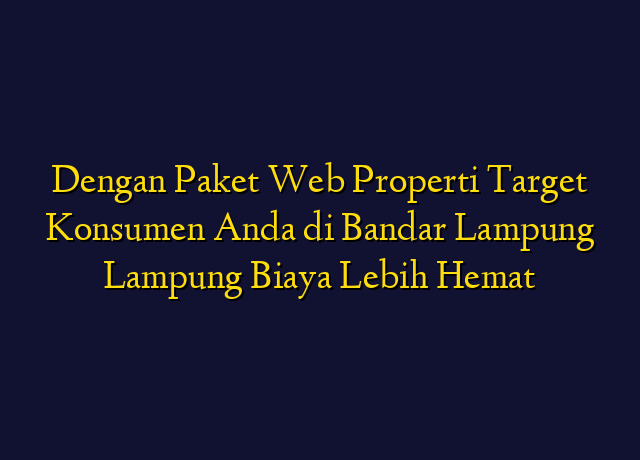 Dengan Paket Web Properti Target
Konsumen Anda di Bandar Lampung
Lampung Biaya Lebih Hemat